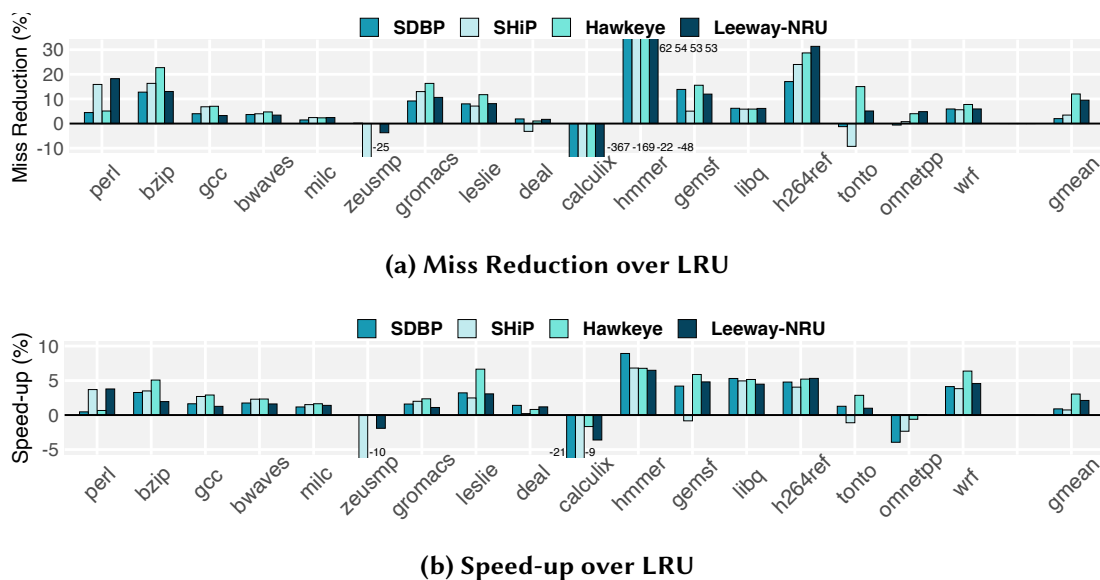 SDBP SHiP Hawkeye Leeway-NRU
Miss Reduction (%)
30
20
10
0
-10
-25
-367 -169 -22 -48
62 54 53 53
perl bzip gcc bwaves milc zeusmp gromacs leslie deal calculix hmmer gemsf libq h264ref tonto omnetpp wrf gmean
(a) Miss Reduction over LRU
SDBP SHiP Hawkeye Leeway-NRU
Speed-up (%)
10
5
0
-5
-10
-21
-9
perl bzip gcc bwaves milc zeusmp gromacs leslie deal calculix hmmer gemsf libq h264ref tonto omnetpp wrf gmean
(b) Speed-up over LRU